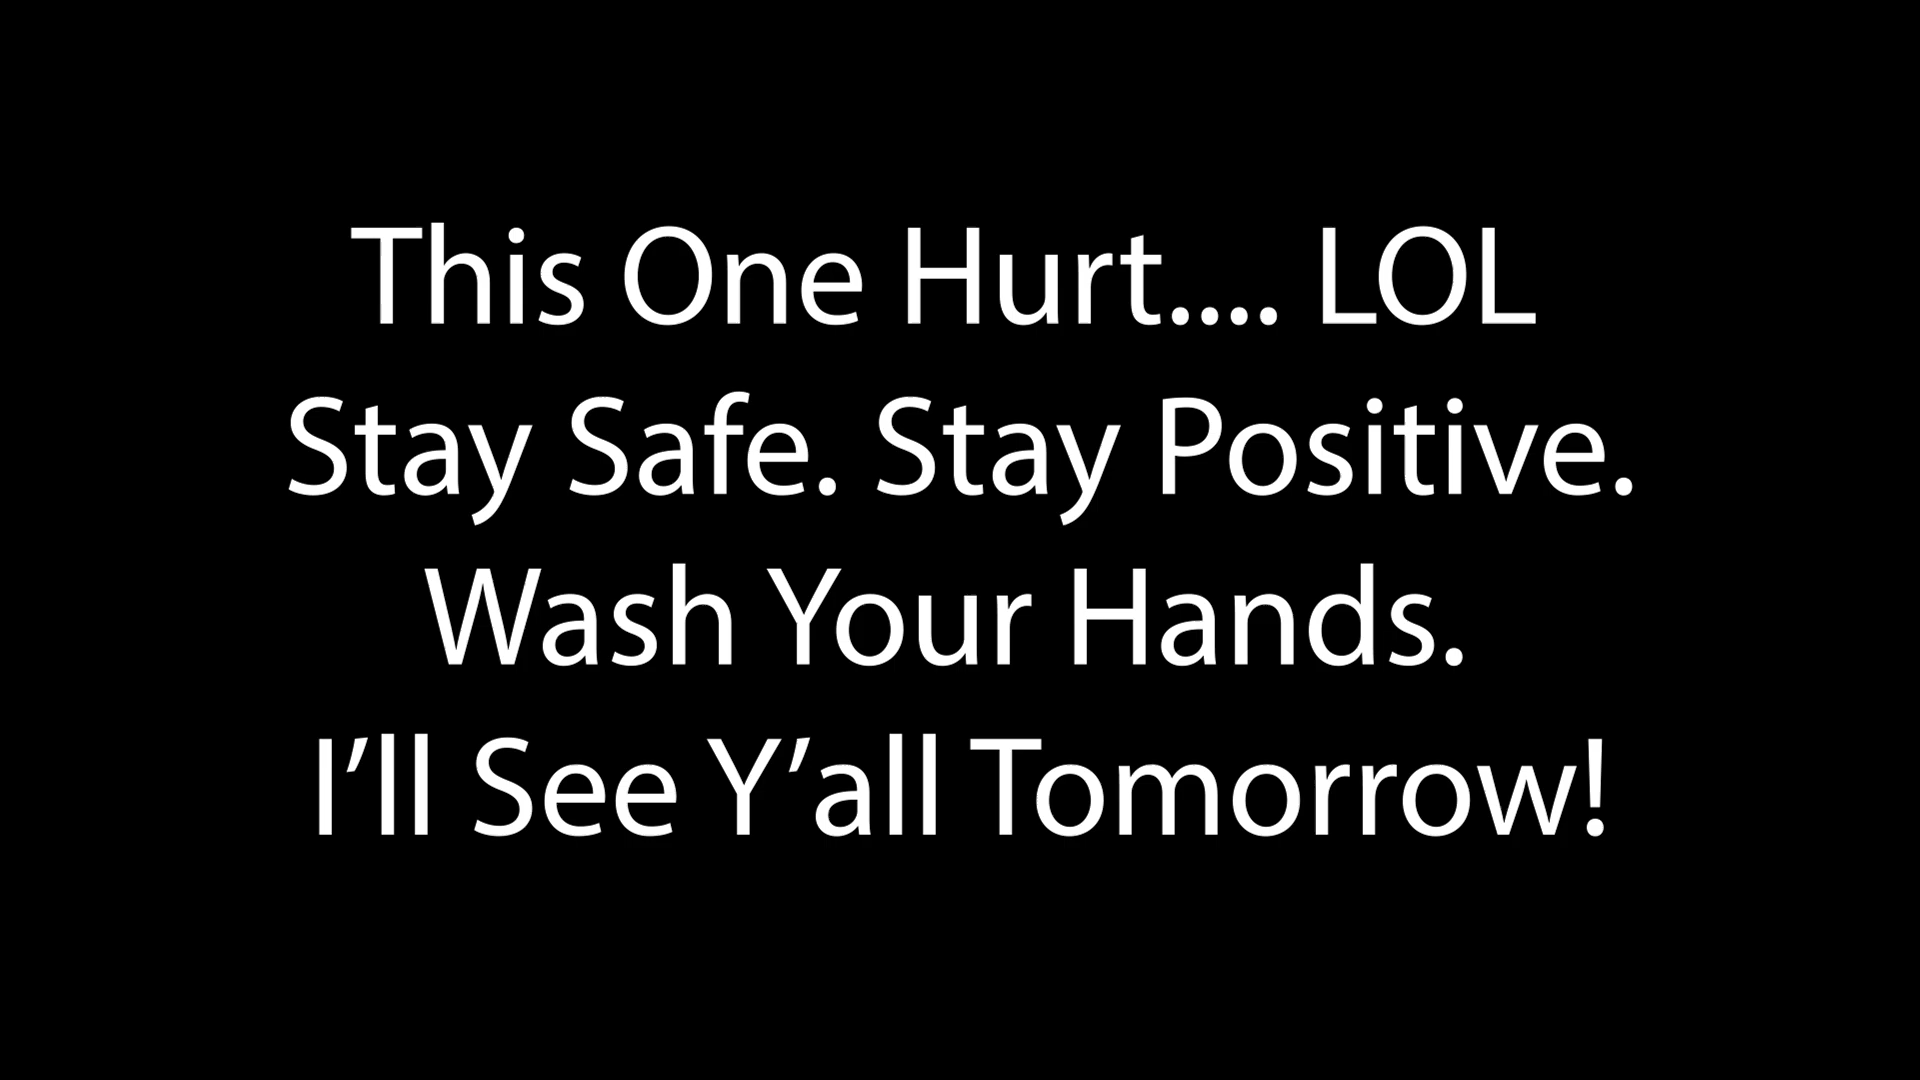 This One Hurt.... LOL
Stay Safe. Stay Positive.
Wash Your Hands.
I’ll See Y’all Tomorrow!